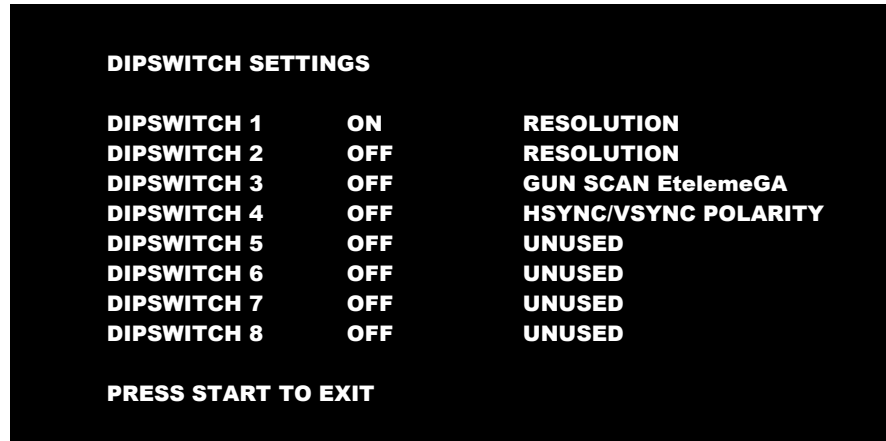 DIPSWITCH SETTINGS
DIPSWITCH 1 ON RESOLUTION
DIPSWITCH 2 OFF RESOLUTION
DIPSWITCH 3 OFF GUN SCAN EtelemeGA
DIPSWITCH 4 OFF HSYNC/VSYNC POLARITY
DIPSWITCH 5 OFF UNUSED
DIPSWITCH 6 OFF UNUSED
DIPSWITCH 7 OFF UNUSED
DIPSWITCH 8 OFF UNUSED
PRESS START TO EXIT